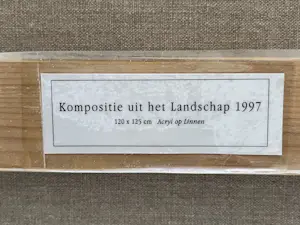 Kompositie uit het Landschap 1997
120 x 125 cm Acryl op Linnen